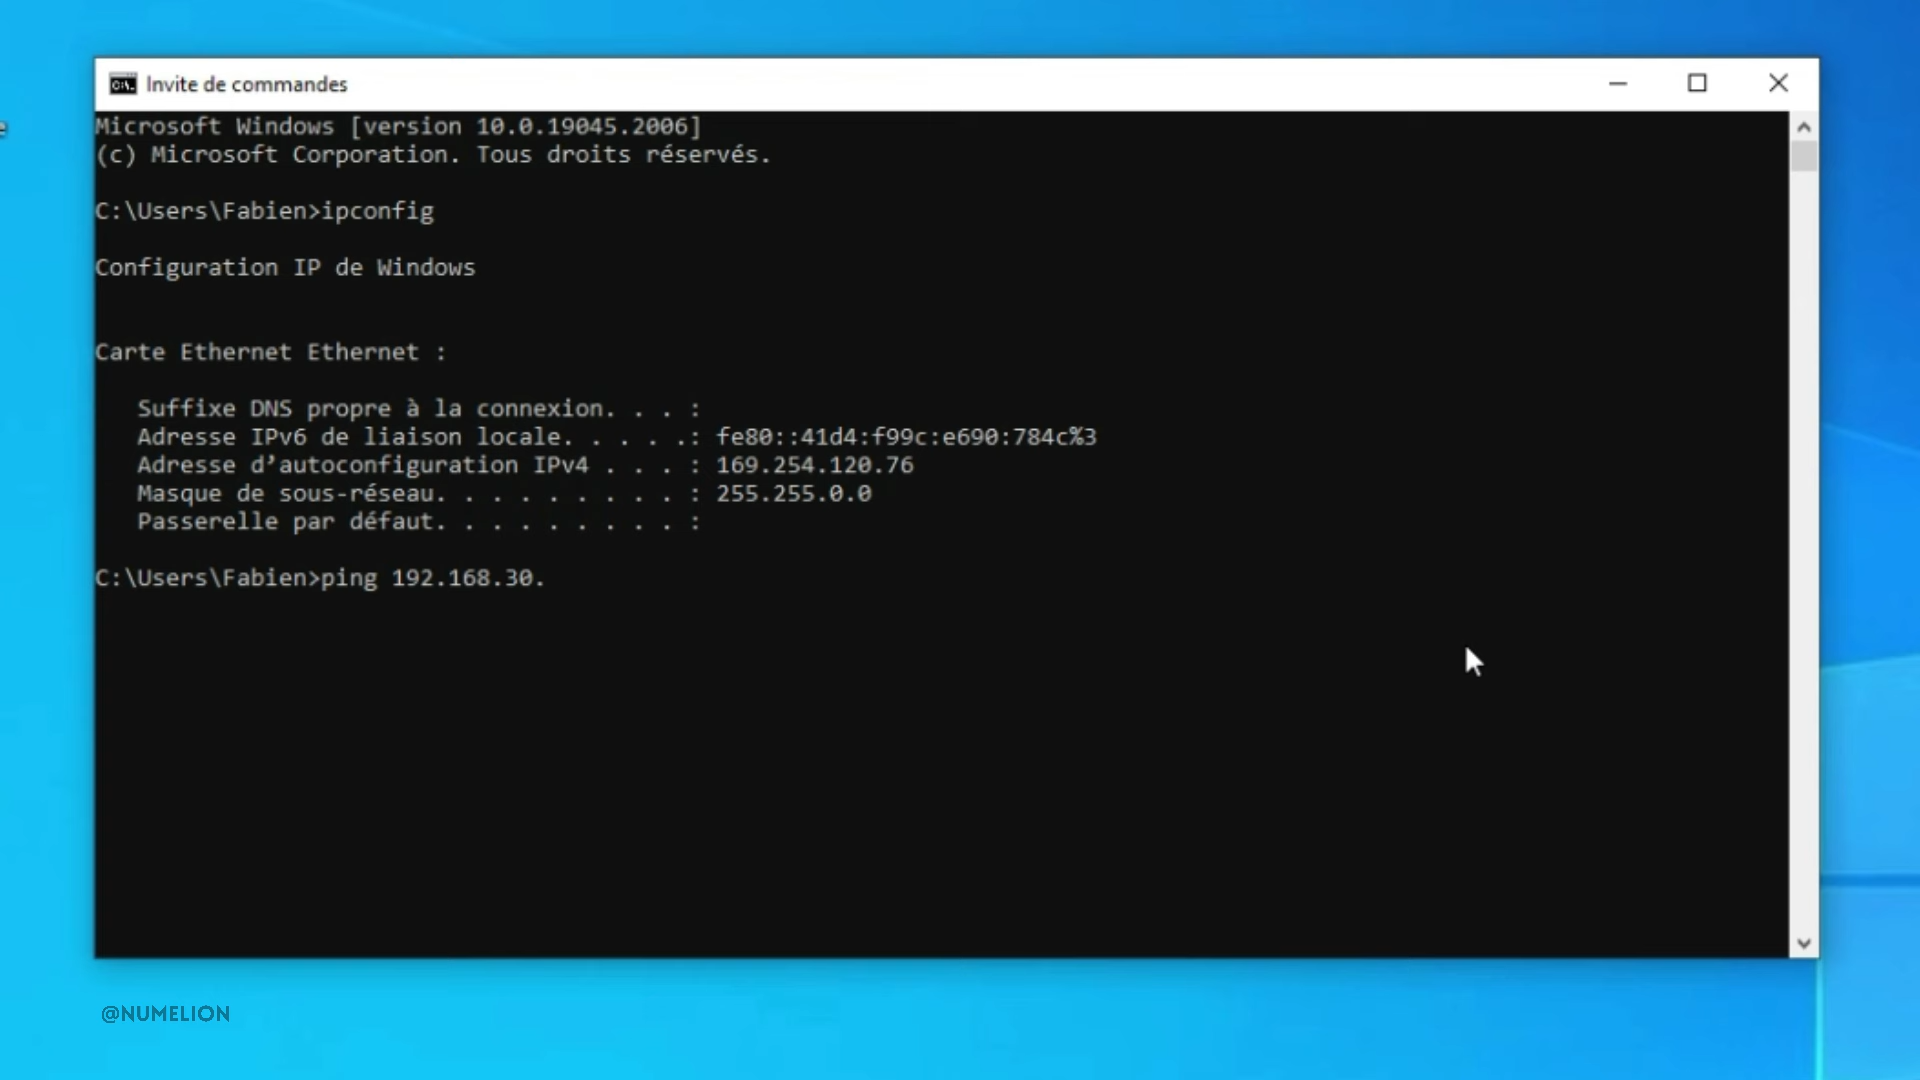 Invite de commandes
Microsoft Windows [version 10.0.19045.2006]
(c) Microsoft Corporation. Tous droits réservés.
C:\Users\Fabien>ipconfig
Configuration IP de Windows
Carte Ethernet Ethernet :
Suffixe DNS propre à la connexion. . . :
Adresse IPv6 de liaison locale. . . . .: fe80::41d4:f99c:e690:784c%3
Adresse d’autoconfiguration IPv4 . . . : 169.254.120.76
Masque de sous-réseau. . . . . . . . . : 255.255.0.0
Passerelle par défaut. . . . . . . . . :
C:\Users\Fabien>ping 192.168.30.
@NUMELION